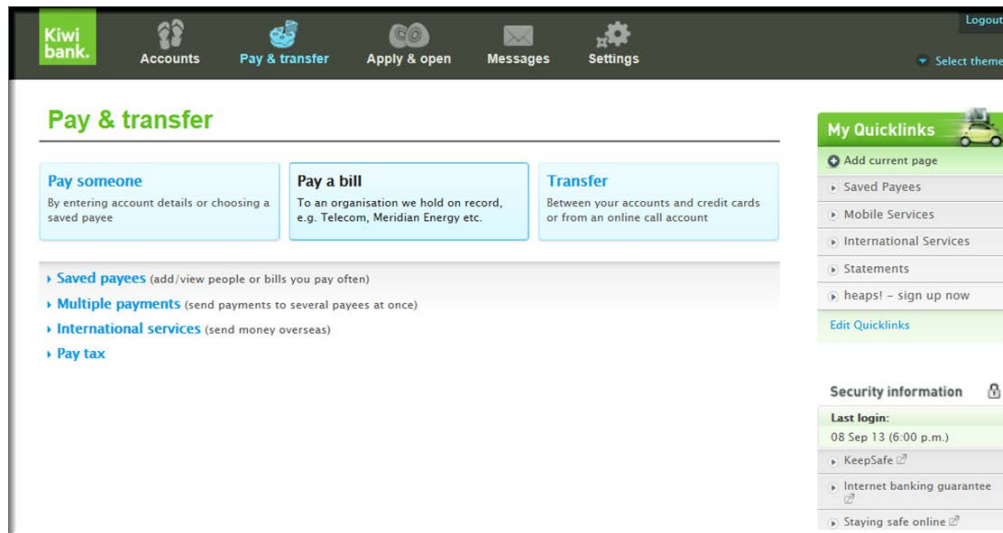 Kiwi
bank.
Accounts
Pay & transfer
Apply & open
Messages
Settings
Logout
Select theme
Pay & transfer
Pay someone
By entering account details or choosing a
saved payee
Pay a bill
To an organisation we hold on record,
e.g. Telecom, Meridian Energy etc.
Transfer
Between your accounts and credit cards
or from an online call account
Saved payees (add/view people or bills you pay often)
Multiple payments (send payments to several payees at once)
International services (send money overseas)
Pay tax
My Quicklinks
Add current page
Saved Payees
Mobile Services
International Services
Statements
heaps! - sign up now
Edit Quicklinks
Security information
Last login:
08 Sep 13 (6:00 p.m.)
KeepSafe
Internet banking guarantee
Staying safe online